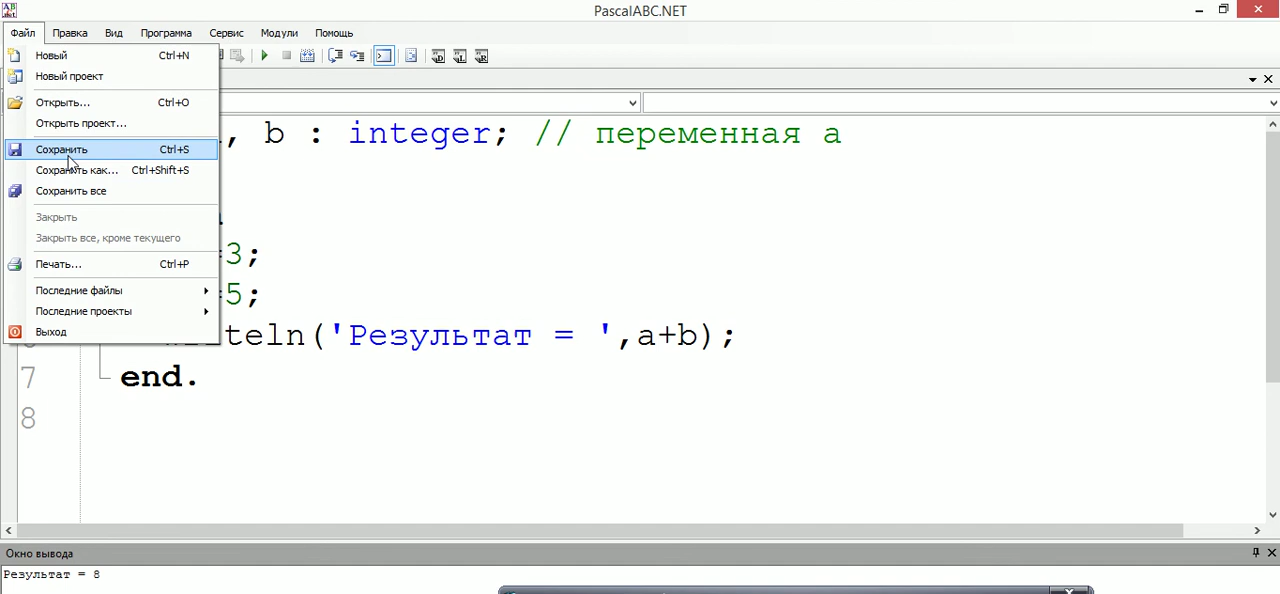 PascalABC.NET
Файл Правка Вид Программа Сервис Модули Помощь
Новый Ctrl+N
Новый проект
Открыть... Ctrl+O
Открыть проект...
Сохранить Ctrl+S
Сохранить как... Ctrl+Shift+S
Сохранить все
Закрыть
Закрыть все, кроме текущего
Печать... Ctrl+P
Последние файлы
Последние проекты
Выход
, b : integer; // переменная a
3;
5;
teln('Результат = ',a+b);
7 end.
8
Окно вывода
Результат = 8